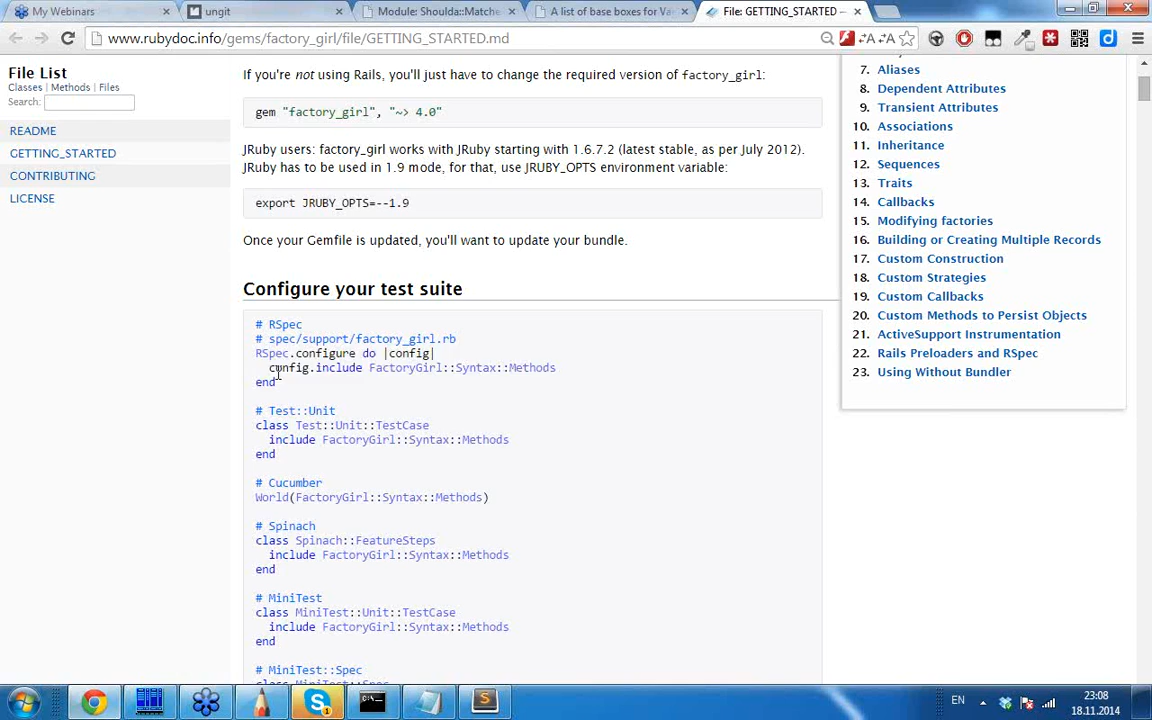 My Webinars
ungit
Module: Shoulda::Matche
A list of base boxes for Va
File: GETTING_STARTED –
www.rubydoc.info/gems/factory_girl/file/GETTING_STARTED.md
File List
Classes | Methods | Files
Search:
README
GETTING_STARTED
CONTRIBUTING
LICENSE
If you're not using Rails, you'll just have to change the required version of factory_girl:
gem "factory_girl", "~> 4.0"
JRuby users: factory_girl works with JRuby starting with 1.6.7.2 (latest stable, as per July 2012).
JRuby has to be used in 1.9 mode, for that, use JRUBY_OPTS environment variable:
export JRUBY_OPTS=--1.9
Once your Gemfile is updated, you'll want to update your bundle.
Configure your test suite
# RSpec
# spec/support/factory_girl.rb
RSpec.configure do |config|
config.include FactoryGirl::Syntax::Methods
end
# Test::Unit
class Test::Unit::TestCase
include FactoryGirl::Syntax::Methods
end
# Cucumber
World(FactoryGirl::Syntax::Methods)
# Spinach
class Spinach::FeatureSteps
include FactoryGirl::Syntax::Methods
end
# MiniTest
class MiniTest::Unit::TestCase
include FactoryGirl::Syntax::Methods
end
# MiniTest::Spec
7. Aliases
8. Dependent Attributes
9. Transient Attributes
10. Associations
11. Inheritance
12. Sequences
13. Traits
14. Callbacks
15. Modifying factories
16. Building or Creating Multiple Records
17. Custom Construction
18. Custom Strategies
19. Custom Callbacks
20. Custom Methods to Persist Objects
21. ActiveSupport Instrumentation
22. Rails Preloaders and RSpec
23. Using Without Bundler
EN
23:08
18.11.2014